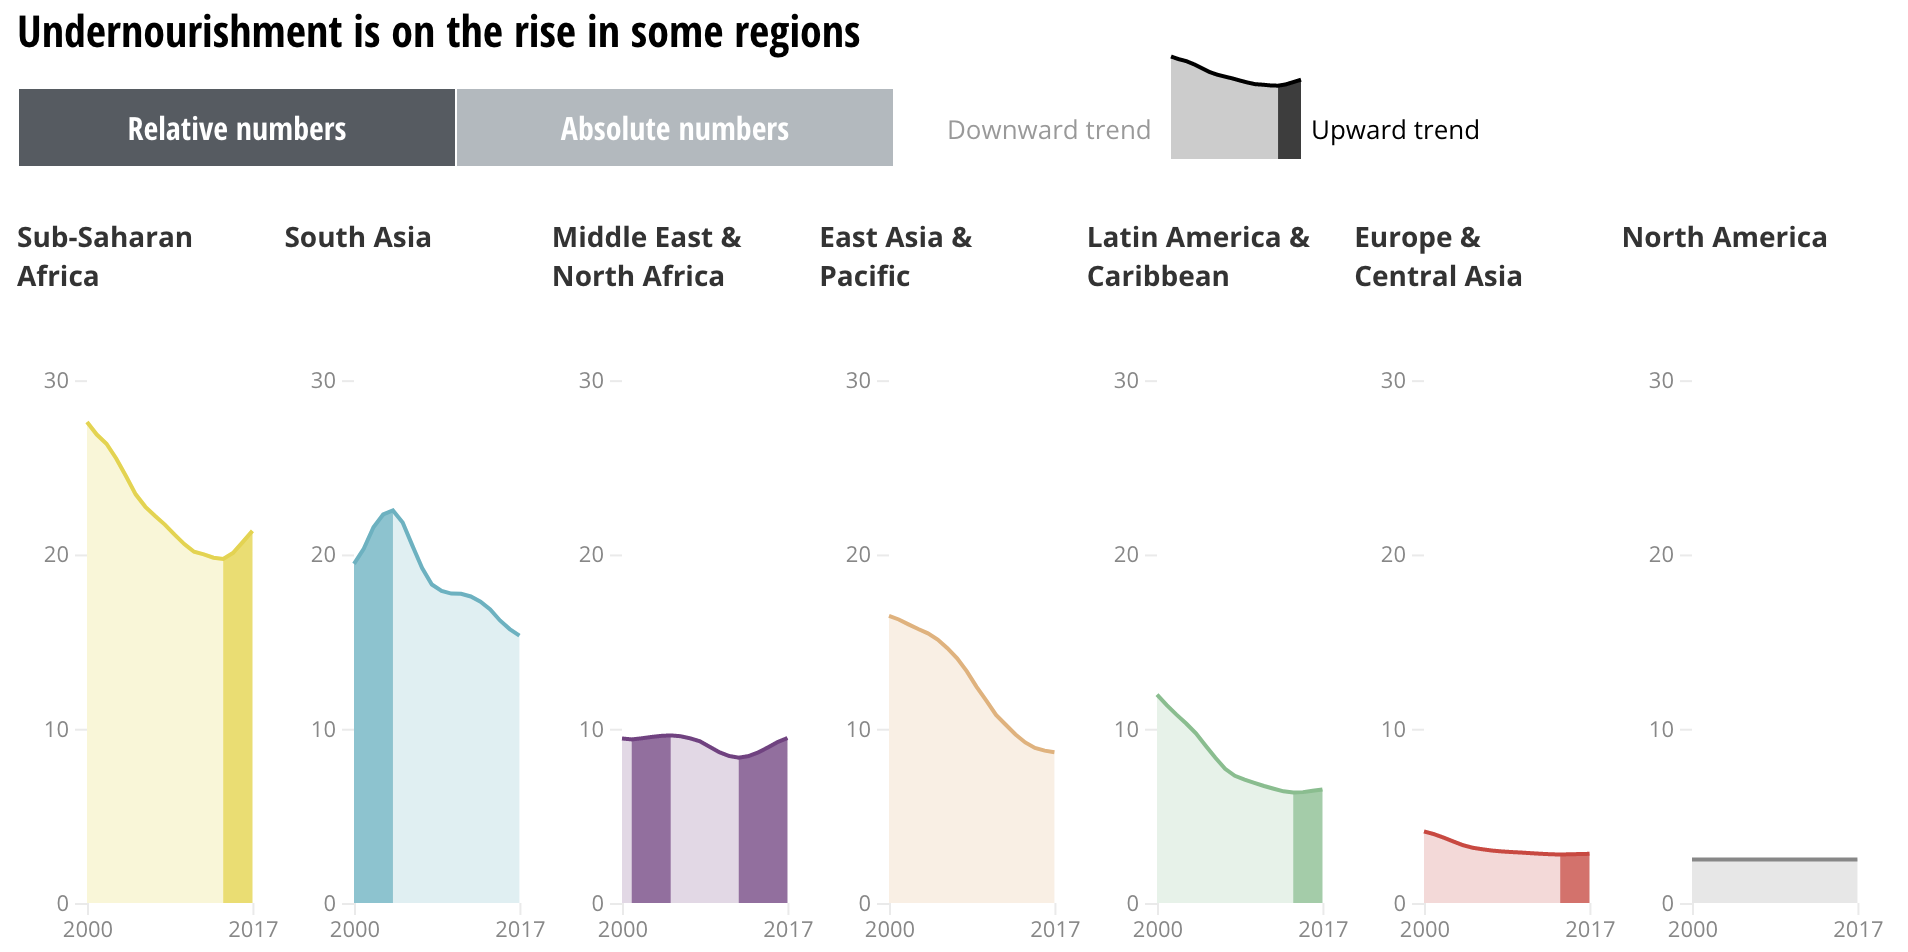 Undernourishment is on the rise in some regions
Relative numbers
Absolute numbers
Downward trend
Upward trend
Sub-Saharan
Africa
30
20
10
0
2000
2017
South Asia
30
20
10
0
2000
2017
Middle East &
North Africa
30
20
10
0
2000
2017
East Asia &
Pacific
30
20
10
0
2000
2017
Latin America &
Caribbean
30
20
10
0
2000
2017
Europe &
Central Asia
30
20
10
0
2000
2017
North America
30
20
10
0
2000
2017